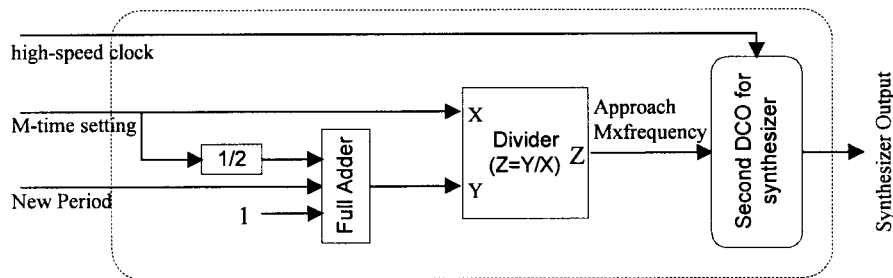 high-speed clock
M-time setting
1/2
New Period
1
Full Adder
X
Y
Divider
(Z=Y/X)
Z
Approach
Mxfrequency
Second DCO for
synthesizer
Synthesizer Output